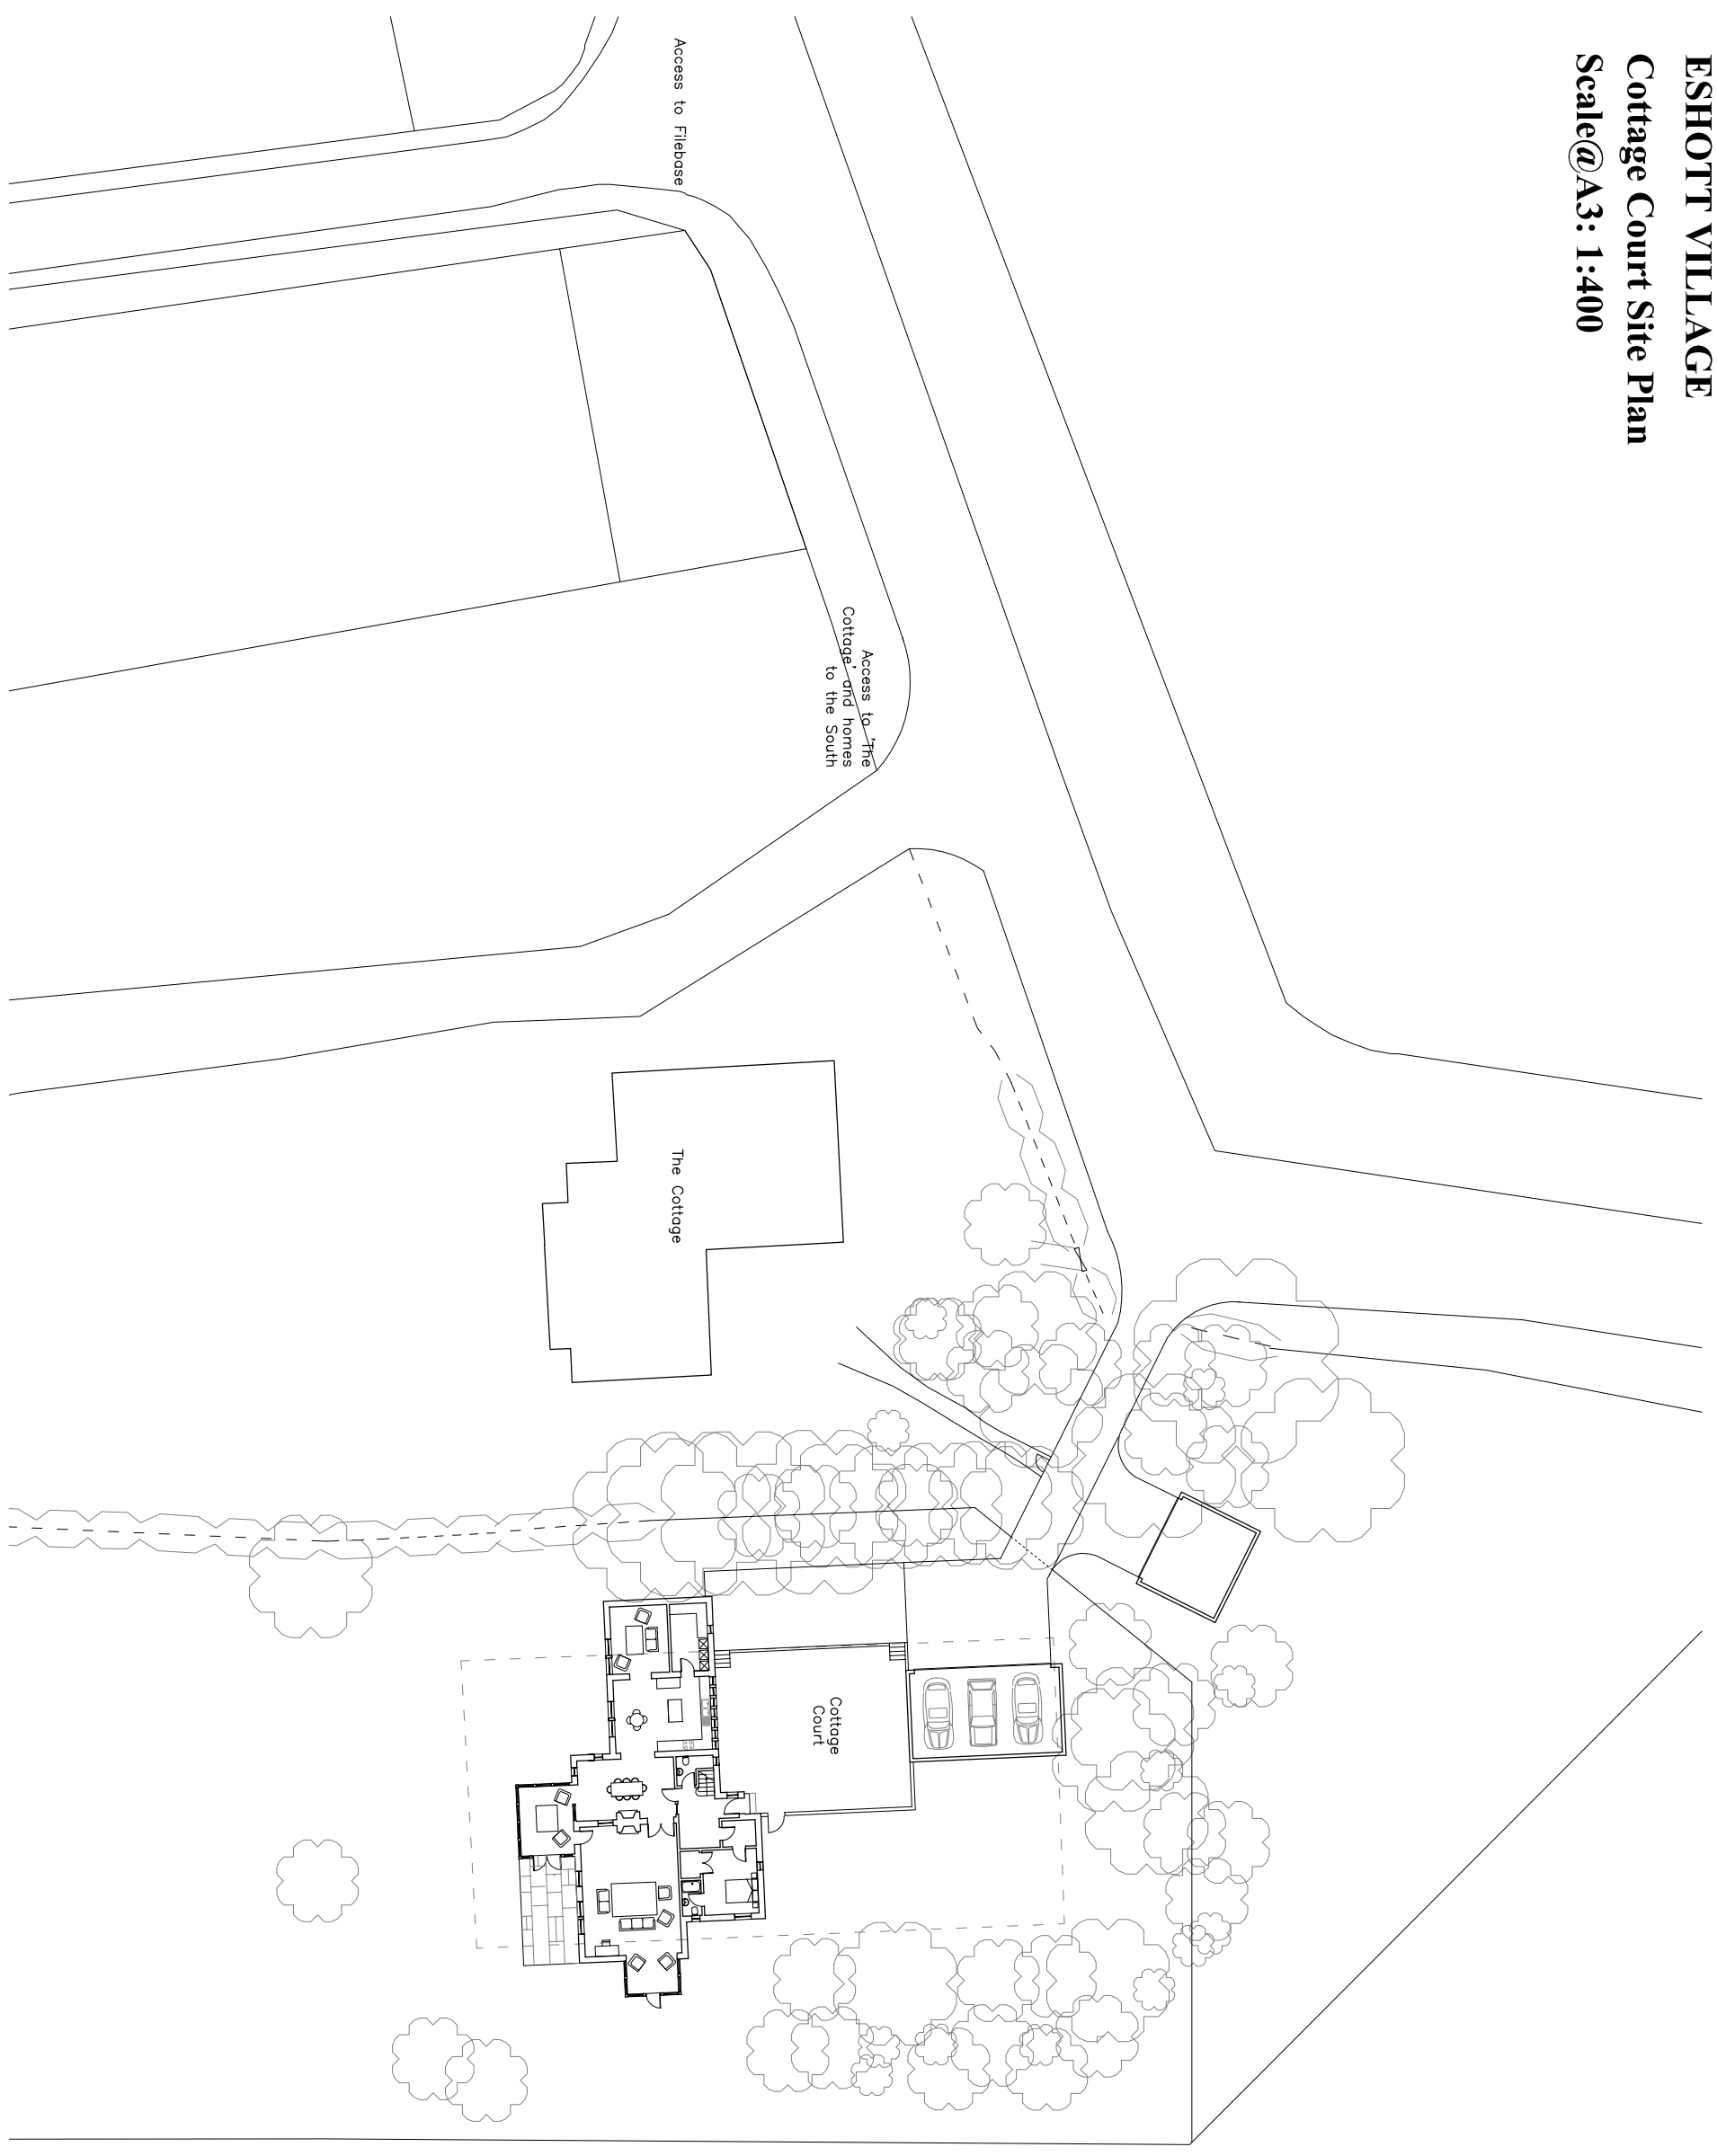 ESHOTT VILLAGE
Cottage Court Site Plan
Scale@A3: 1:400
Access to Filebase
Access to 'The
Cottage' and homes
to the South
The Cottage
Cottage
Court